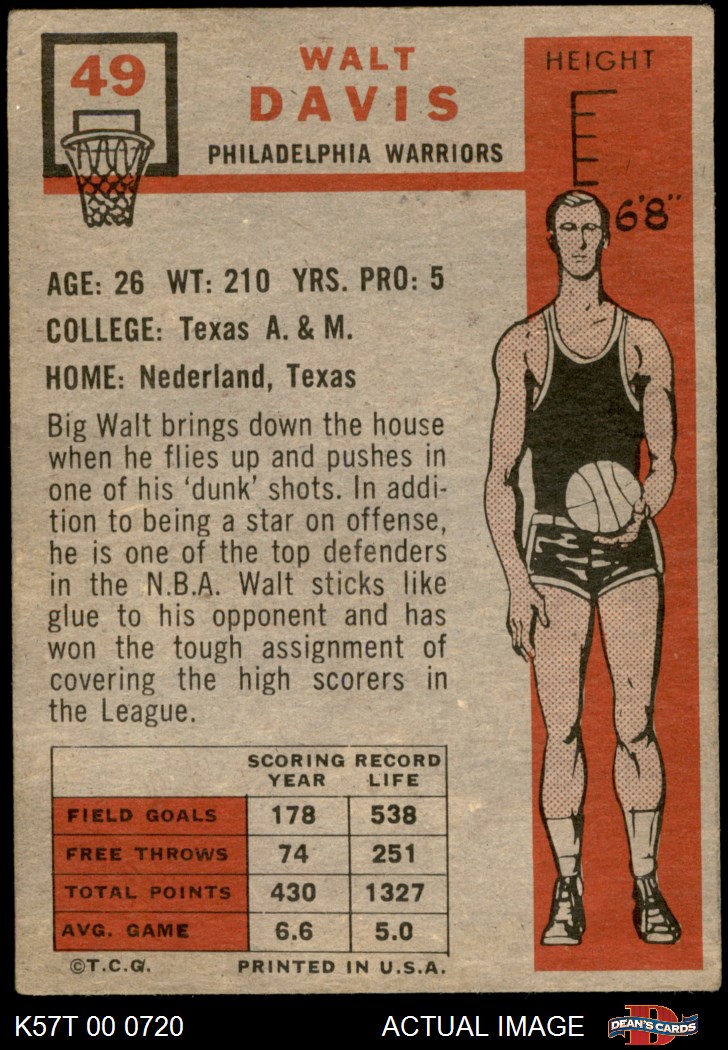 49
WALT
DAVIS
PHILADELPHIA WARRIORS
HEIGHT
6'8"
AGE: 26 WT: 210 YRS. PRO: 5
COLLEGE: Texas A. & M.
HOME: Nederland, Texas
Big Walt brings down the house
when he flies up and pushes in
one of his ‘dunk’ shots. In addi-
tion to being a star on offense,
he is one of the top defenders
in the N.B.A. Walt sticks like
glue to his opponent and has
won the tough assignment of
covering the high scorers in
the League.
SCORING RECORD
YEAR LIFE
FIELD GOALS 178 538
FREE THROWS 74 251
TOTAL POINTS 430 1327
AVG. GAME 6.6 5.0
©T.C.G. PRINTED IN U.S.A.
K57T 00 0720 ACTUAL IMAGE D DEAN'S CARDS